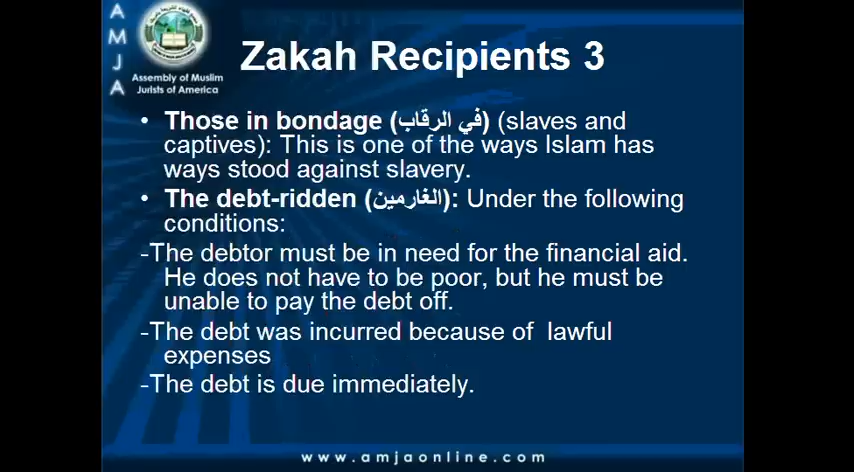 A
M
J
A
Assembly of Muslim
Jurists of America
Zakah Recipients 3
• Those in bondage (في الرقاب) (slaves and
captives): This is one of the ways Islam has
ways stood against slavery.
• The debt-ridden (الغارمين): Under the following
conditions:
-The debtor must be in need for the financial aid.
He does not have to be poor, but he must be
unable to pay the debt off.
-The debt was incurred because of lawful
expenses
-The debt is due immediately.
www.amjaonline.com